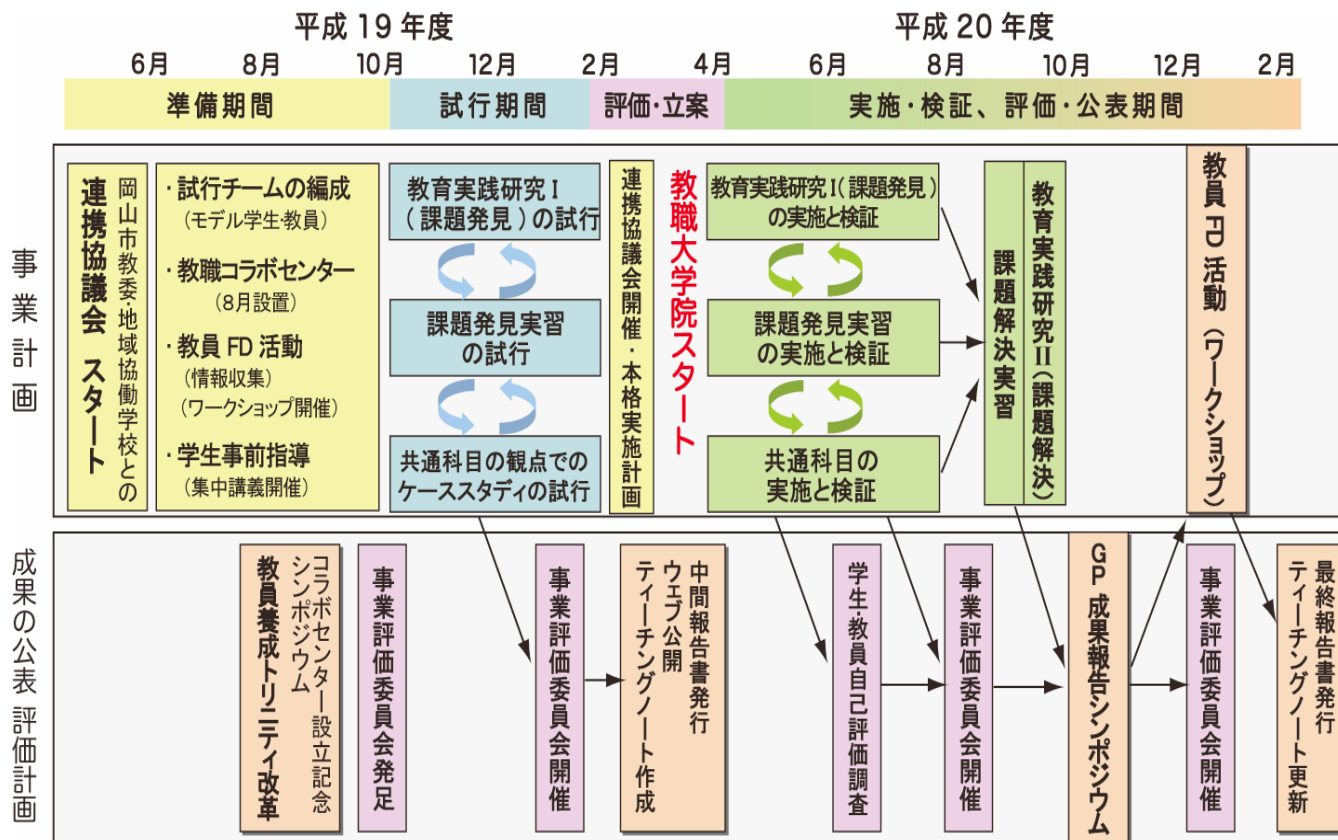 平成 19 年度
平成 20 年度
6月
8月
10月
12月
2月
4月
6月
8月
10月
12月
2月
準備期間
試行期間
評価・立案
実施・検証、評価・公表期間
事業計画
岡山市教委・地域協働学校との
連携協議会 スタート
・試行チームの編成
(モデル学生・教員)
・教職コラボセンター
(8月設置)
・教員 FD 活動
(情報収集)
(ワークショップ開催)
・学生事前指導
(集中講義開催)
教育実践研究 I
(課題発見)の試行
課題発見実習
の試行
共通科目の観点での
ケーススタディの試行
連携協議会開催・本格実施計画
教職大学院スタート
教育実践研究 I (課題発見)
の実施と検証
課題発見実習
の実施と検証
共通科目の
実施と検証
教育実践研究 II(課題解決)
課題解決実習
教員 FD 活動(ワークショップ)
成果の公表 評価計画
コラボセンター設立記念
シンポジウム
教員養成トリニティ改革
事業評価委員会発足
事業評価委員会開催
中間報告書発行
ウェブ公開
ティーチングノート作成
学生・教員自己評価調査
事業評価委員会開催
GP 成果報告シンポジウム
事業評価委員会開催
最終報告書発行
ティーチングノート更新